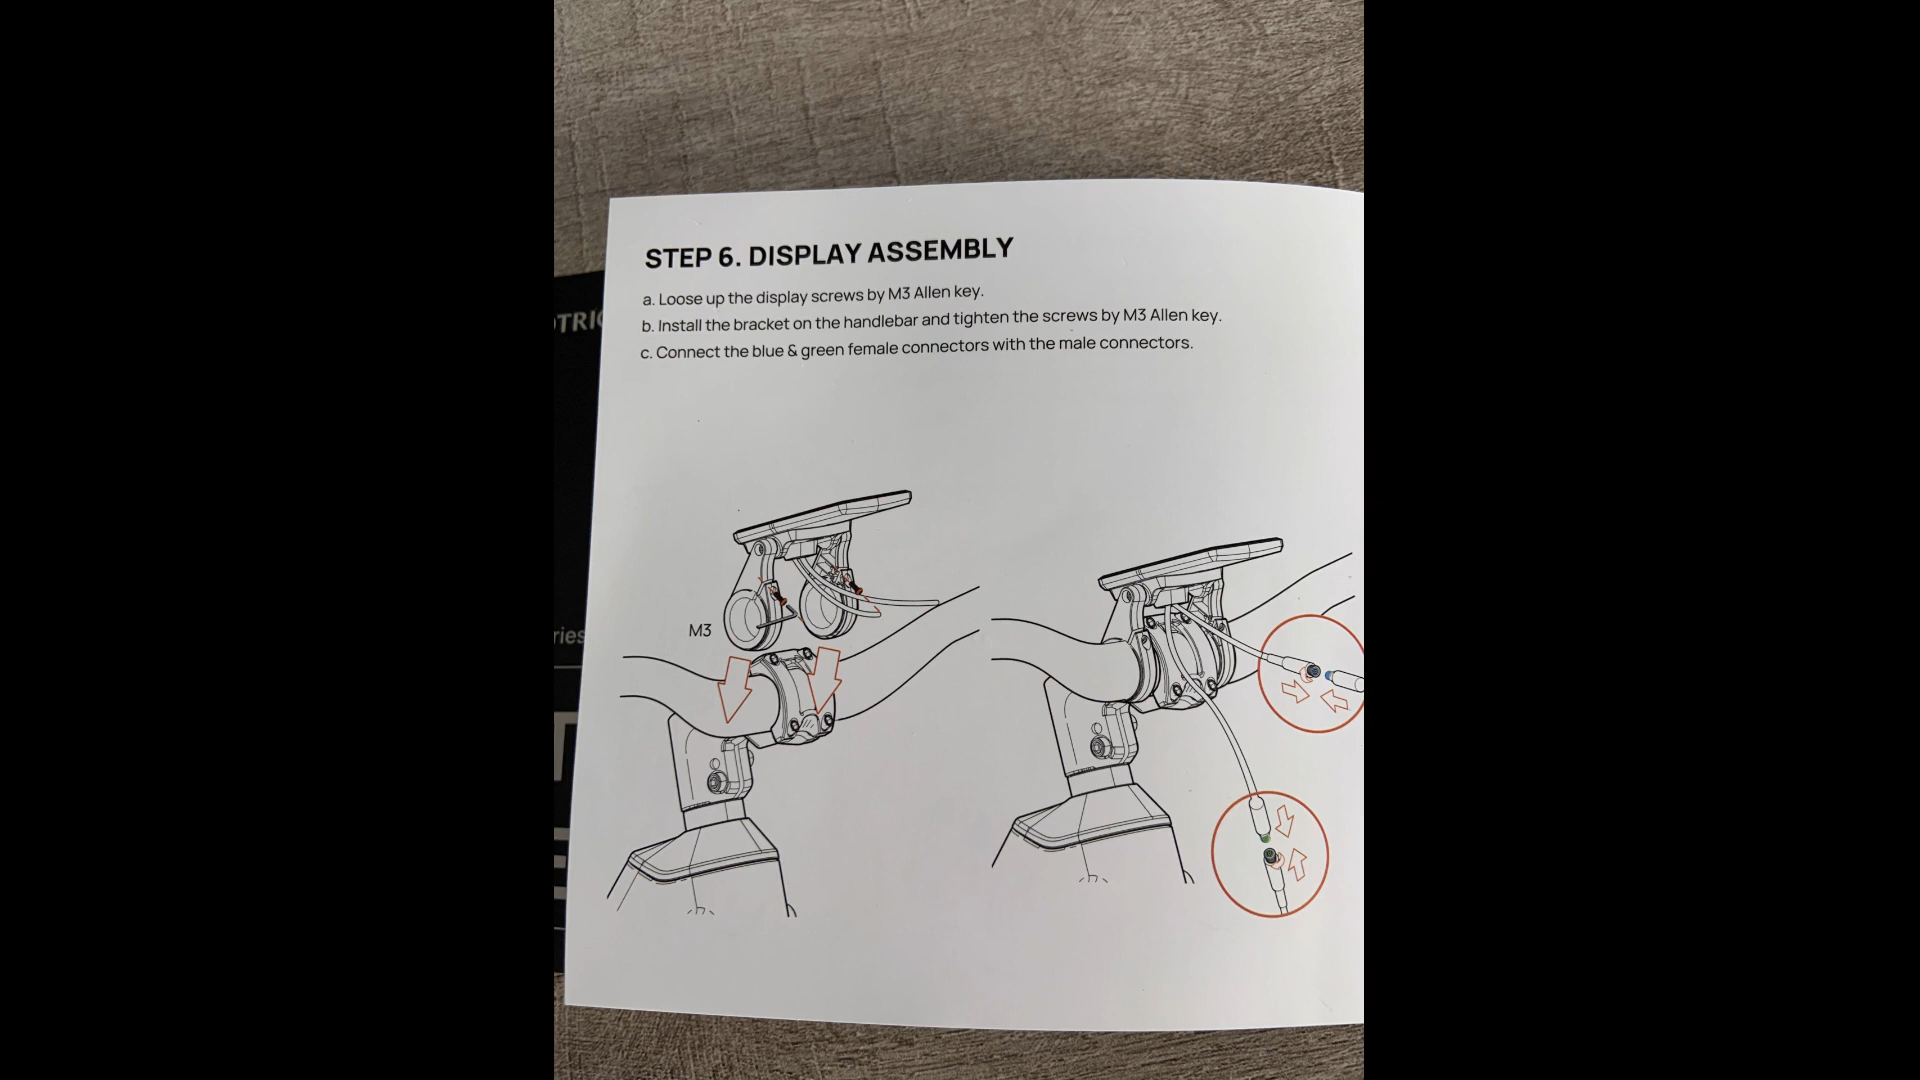 STEP 6. DISPLAY ASSEMBLY
a. Loose up the display screws by M3 Allen key.
b. Install the bracket on the handlebar and tighten the screws by M3 Allen key.
c. Connect the blue & green female connectors with the male connectors.
M3